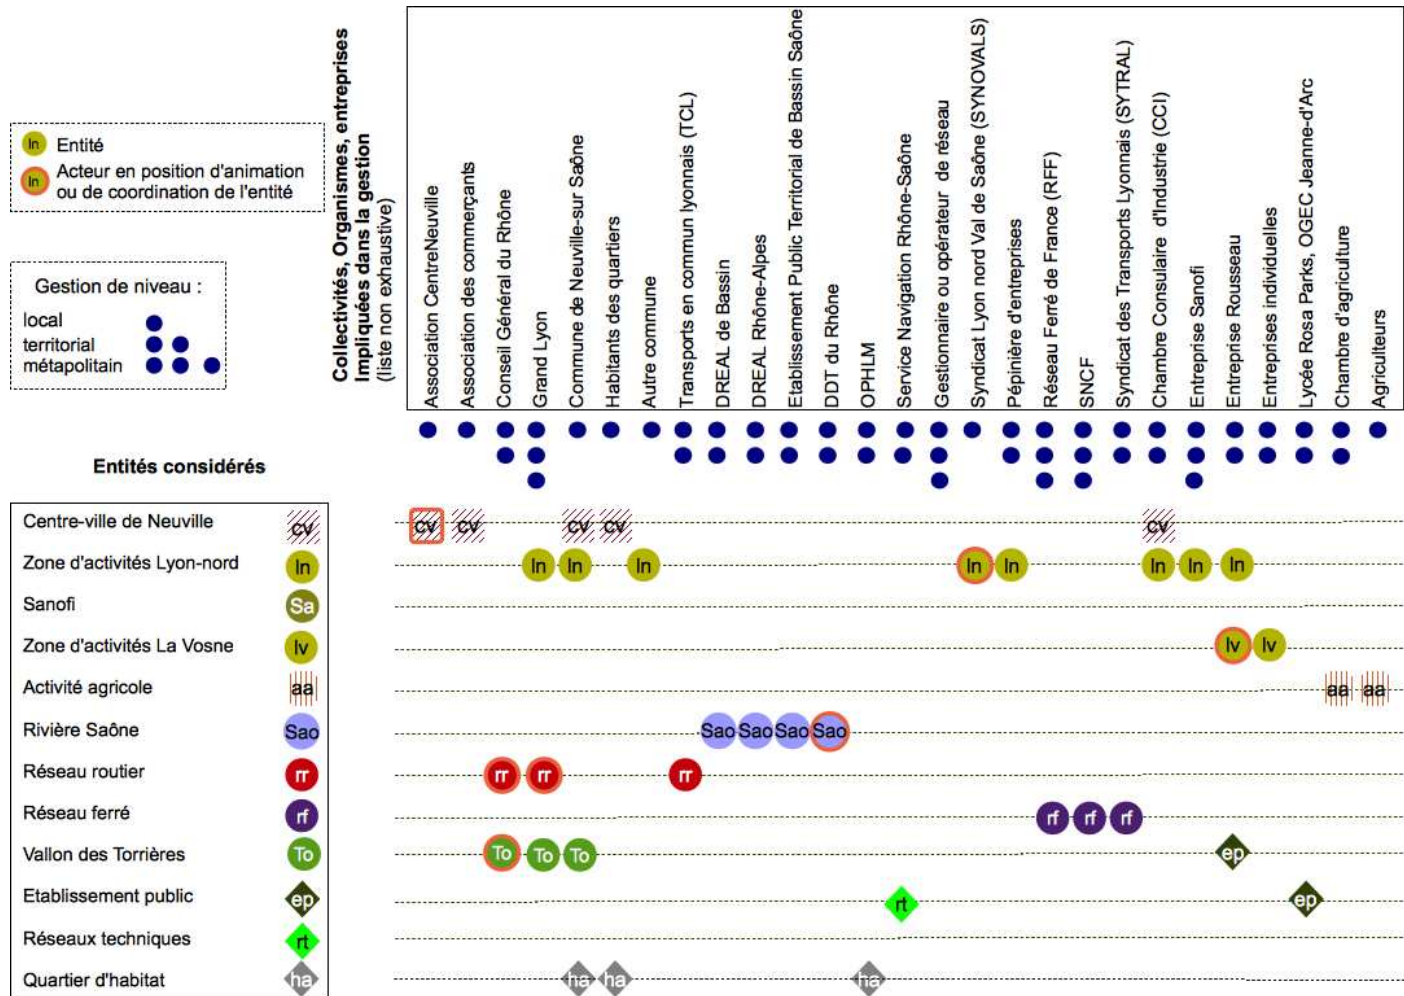 In Entité
In Acteur en position d'animation
ou de coordination de l'entité
Gestion de niveau :
local
territorial
métapolitain
Collectivités, Organismes, entreprises
Impliquées dans la gestion
(liste non exhaustive)
Association CentreNeuville
Association des commerçants
Conseil Général du Rhône
Grand Lyon
Commune de Neuville-sur Saône
Habitants des quartiers
Autre commune
Transports en commun lyonnais (TCL)
DREAL de Bassin
DREAL Rhône-Alpes
Etablissement Public Territorial de Bassin Saône
DDT du Rhône
OPHLM
Service Navigation Rhône-Saône
Gestionnaire ou opérateur de réseau
Syndicat Lyon nord Val de Saône (SYNOVALS)
Pépinière d'entreprises
Réseau Ferré de France (RFF)
SNCF
Syndicat des Transports Lyonnais (SYTRAL)
Chambre Consulaire d'Industrie (CCI)
Entreprise Sanofi
Entreprise Rousseau
Entreprises individuelles
Lycée Rosa Parks, OGEC Jeanne-d'Arc
Chambre d'agriculture
Agriculteurs
Entités considérés
Centre-ville de Neuville cv cv cv cv cv cv
Zone d'activités Lyon-nord ln ln ln ln ln ln ln ln ln
Sanofi Sa
Zone d'activités La Vosne lv lv lv
Activité agricole aa aa aa
Rivière Saône Sao Sao Sao Sao Sao
Réseau routier rr rr rr rr
Réseau ferré rf rf rf rf
Vallon des Torrières To To To To ep
Etablissement public ep rt ep
Réseaux techniques rt
Quartier d'habitat ha ha ha ha